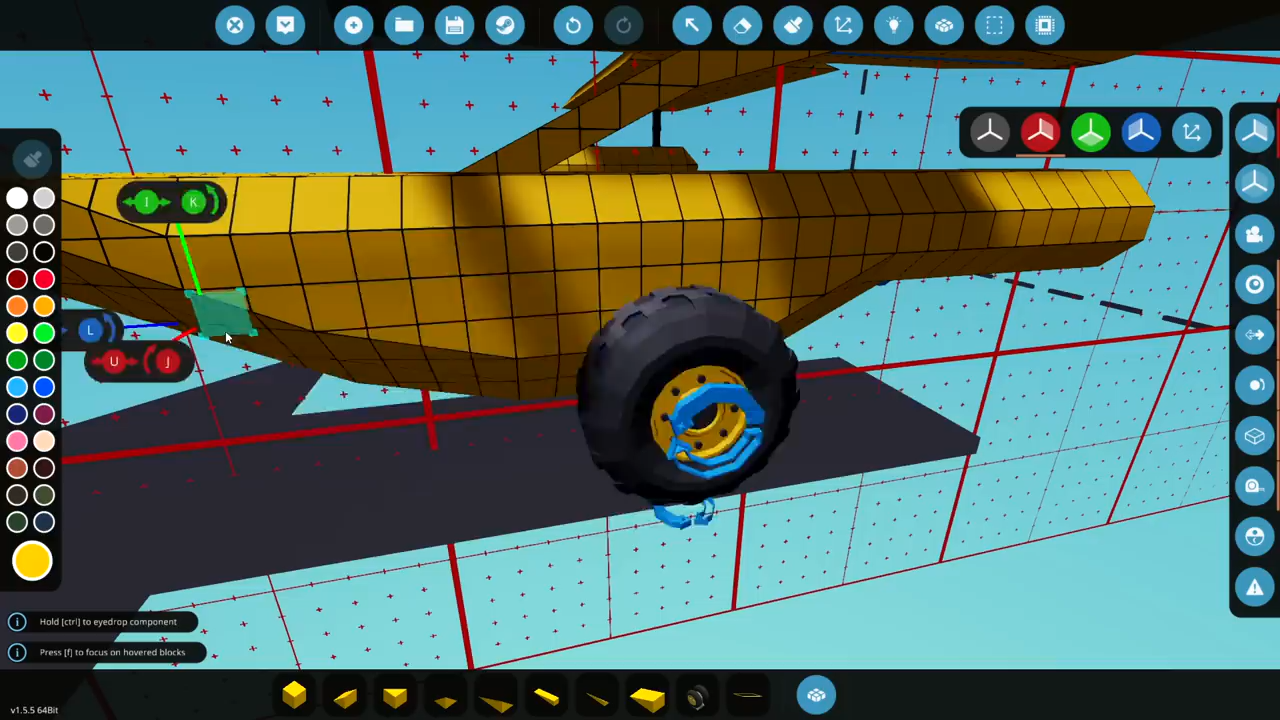 I K
L
U J
Hold [ctrl] to eyedrop component
Press [f] to focus on hovered blocks
v1.5.5 64Bit